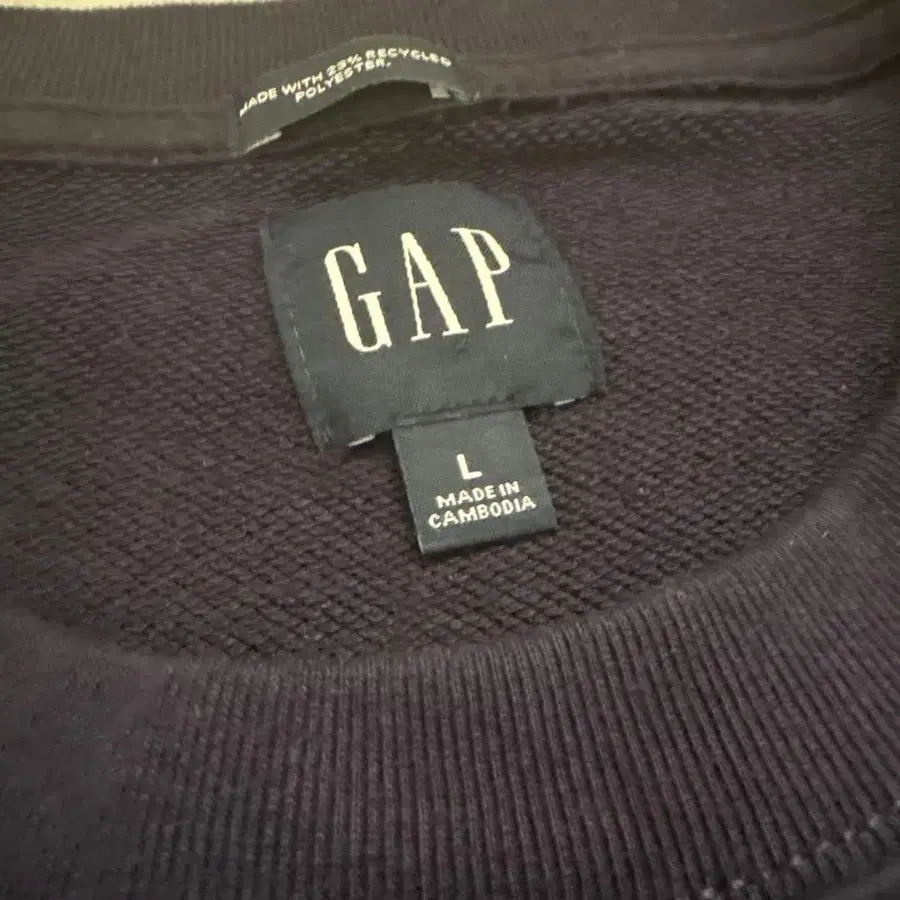 MADE WITH 23% RECYCLED
POLYESTER.
GAP
L
MADE IN
CAMBODIA